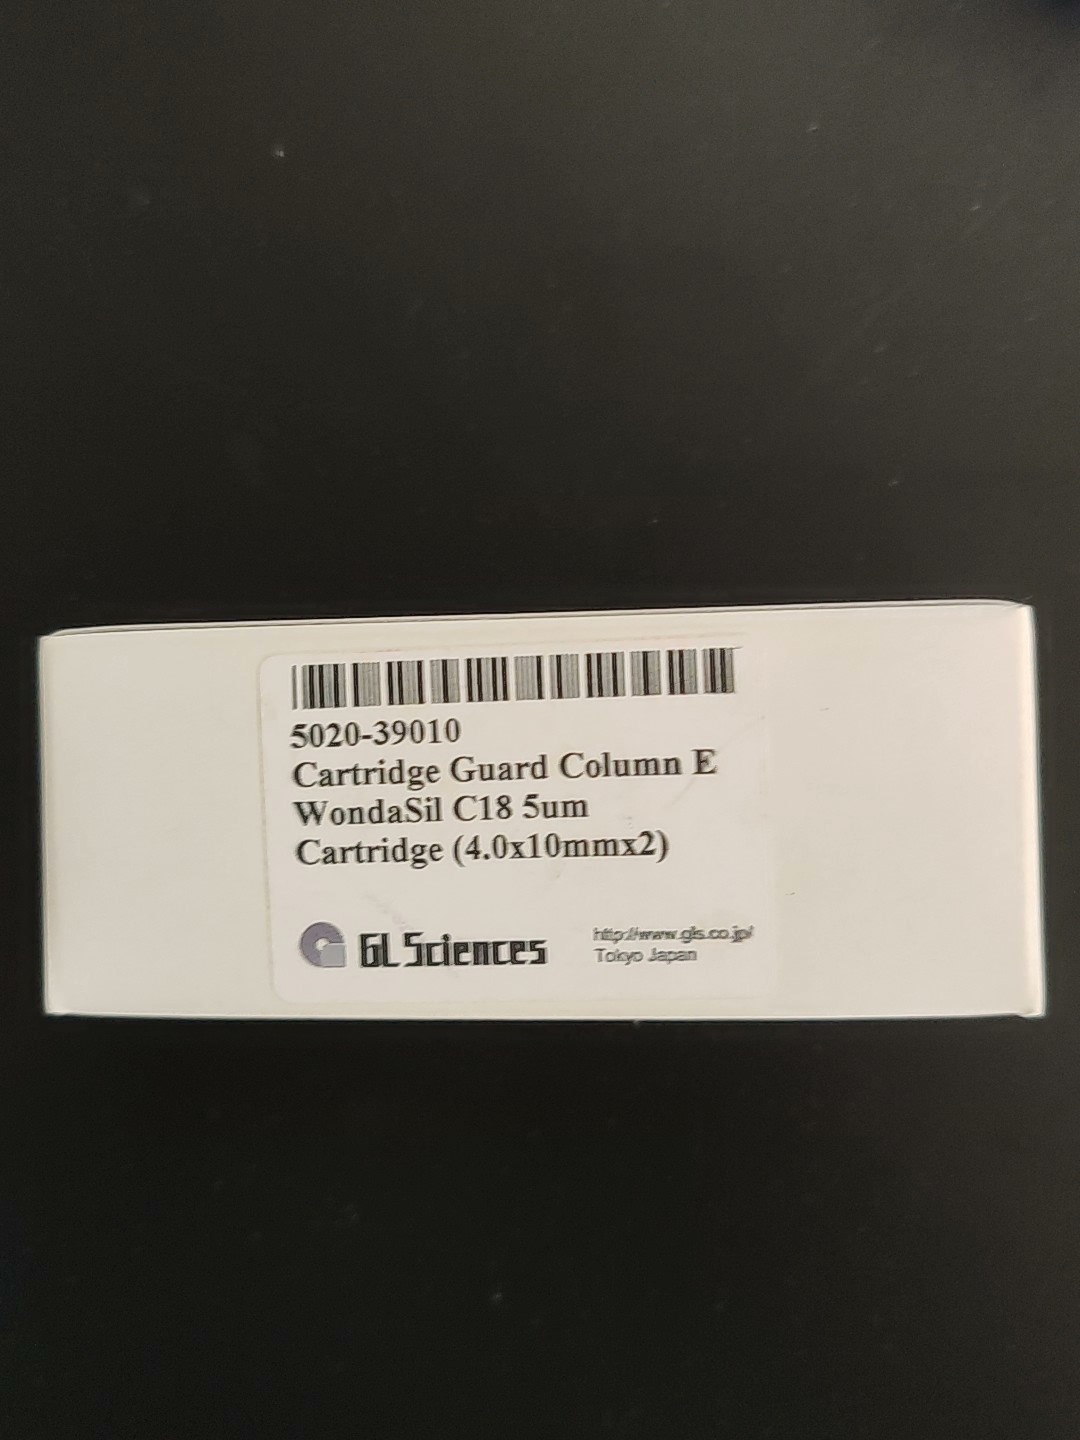 5020-39010
Cartridge Guard Column E
WondaSil C18 5um
Cartridge (4.0x10mmx2)
GL Sciences
http://www.gls.co.jp/
Tokyo Japan